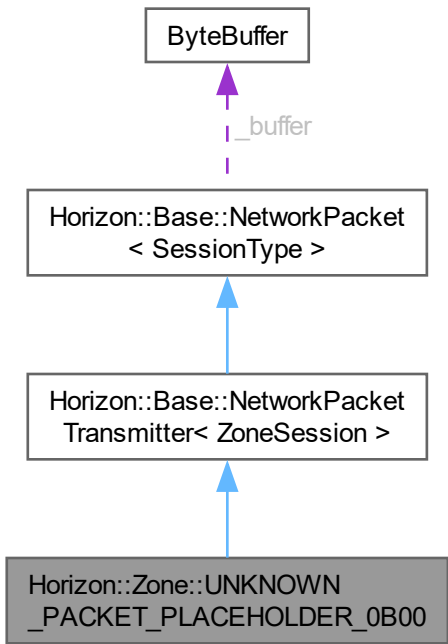 ByteBuffer
_buffer
Horizon::Base::NetworkPacket
< SessionType >
Horizon::Base::NetworkPacket
Transmitter< ZoneSession >
Horizon::Zone::UNKNOWN
_PACKET_PLACEHOLDER_0B00